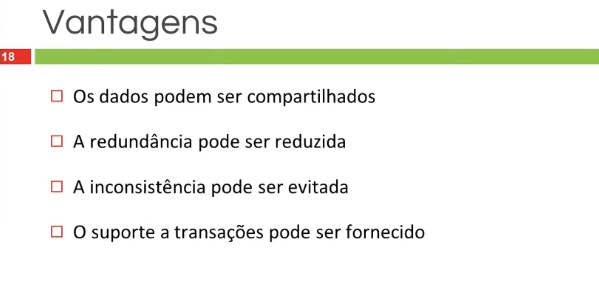 Vantagens
18
Os dados podem ser compartilhados
A redundância pode ser reduzida
A inconsistência pode ser evitada
O suporte a transações pode ser fornecido